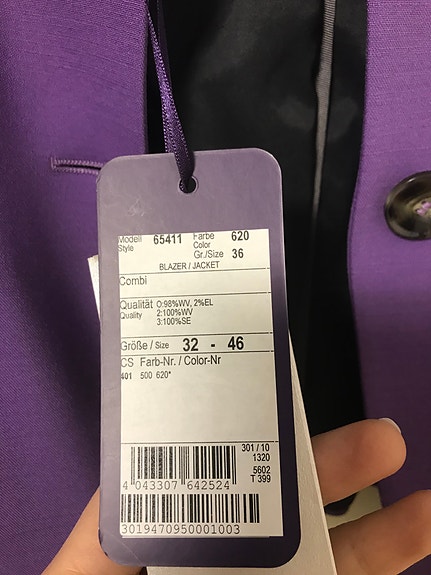 Modell 65411 Farbe 620
Style Color
Gr./Size 36
BLAZER / JACKET
Combi
Qualität O:98%WV, 2%EL
Quality 2:100%WV
3:100%SE
Größe / Size 32 - 46
CS Farb-Nr. / Color-Nr
401 500 620*
301 / 10
1320
5602
T 399
4 043307 642524
3019470950001003